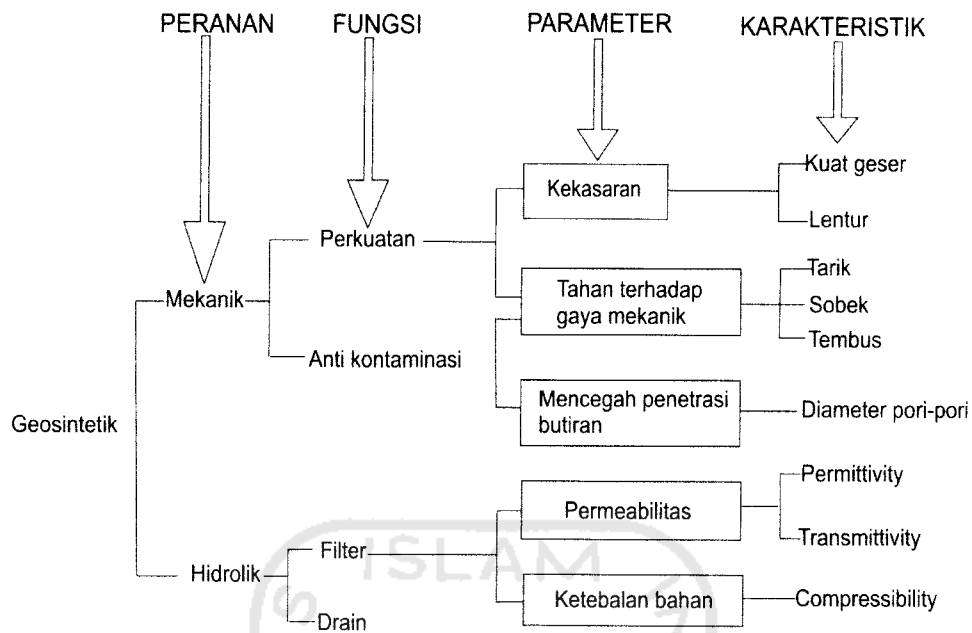 PERANAN FUNGSI PARAMETER KARAKTERISTIK
Kuat geser
Kekasaran
Lentur
Perkuatan
Tarik
Mekanik
Tahan terhadap
gaya mekanik
Sobek
Tembus
Anti kontaminasi
Mencegah penetrasi
butiran
Diameter pori-pori
Geosintetik
Permittivity
Permeabilitas
Transmittivity
Filter
ISLAM
Hidrolik
Ketebalan bahan
Compressibility
Drain